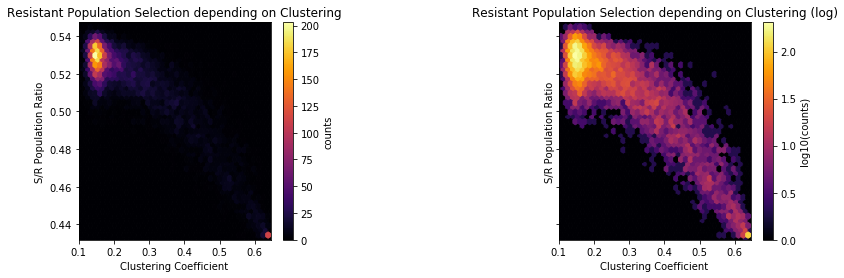 Resistant Population Selection depending on Clustering
S/R Population Ratio
0.54
0.52
0.50
0.48
0.46
0.44
0.1 0.2 0.3 0.4 0.5 0.6
Clustering Coefficient
200
175
150
125
100
75
50
25
0
counts
Resistant Population Selection depending on Clustering (log)
S/R Population Ratio
0.1 0.2 0.3 0.4 0.5 0.6
Clustering Coefficient
2.0
1.5
1.0
0.5
0.0
log10(counts)